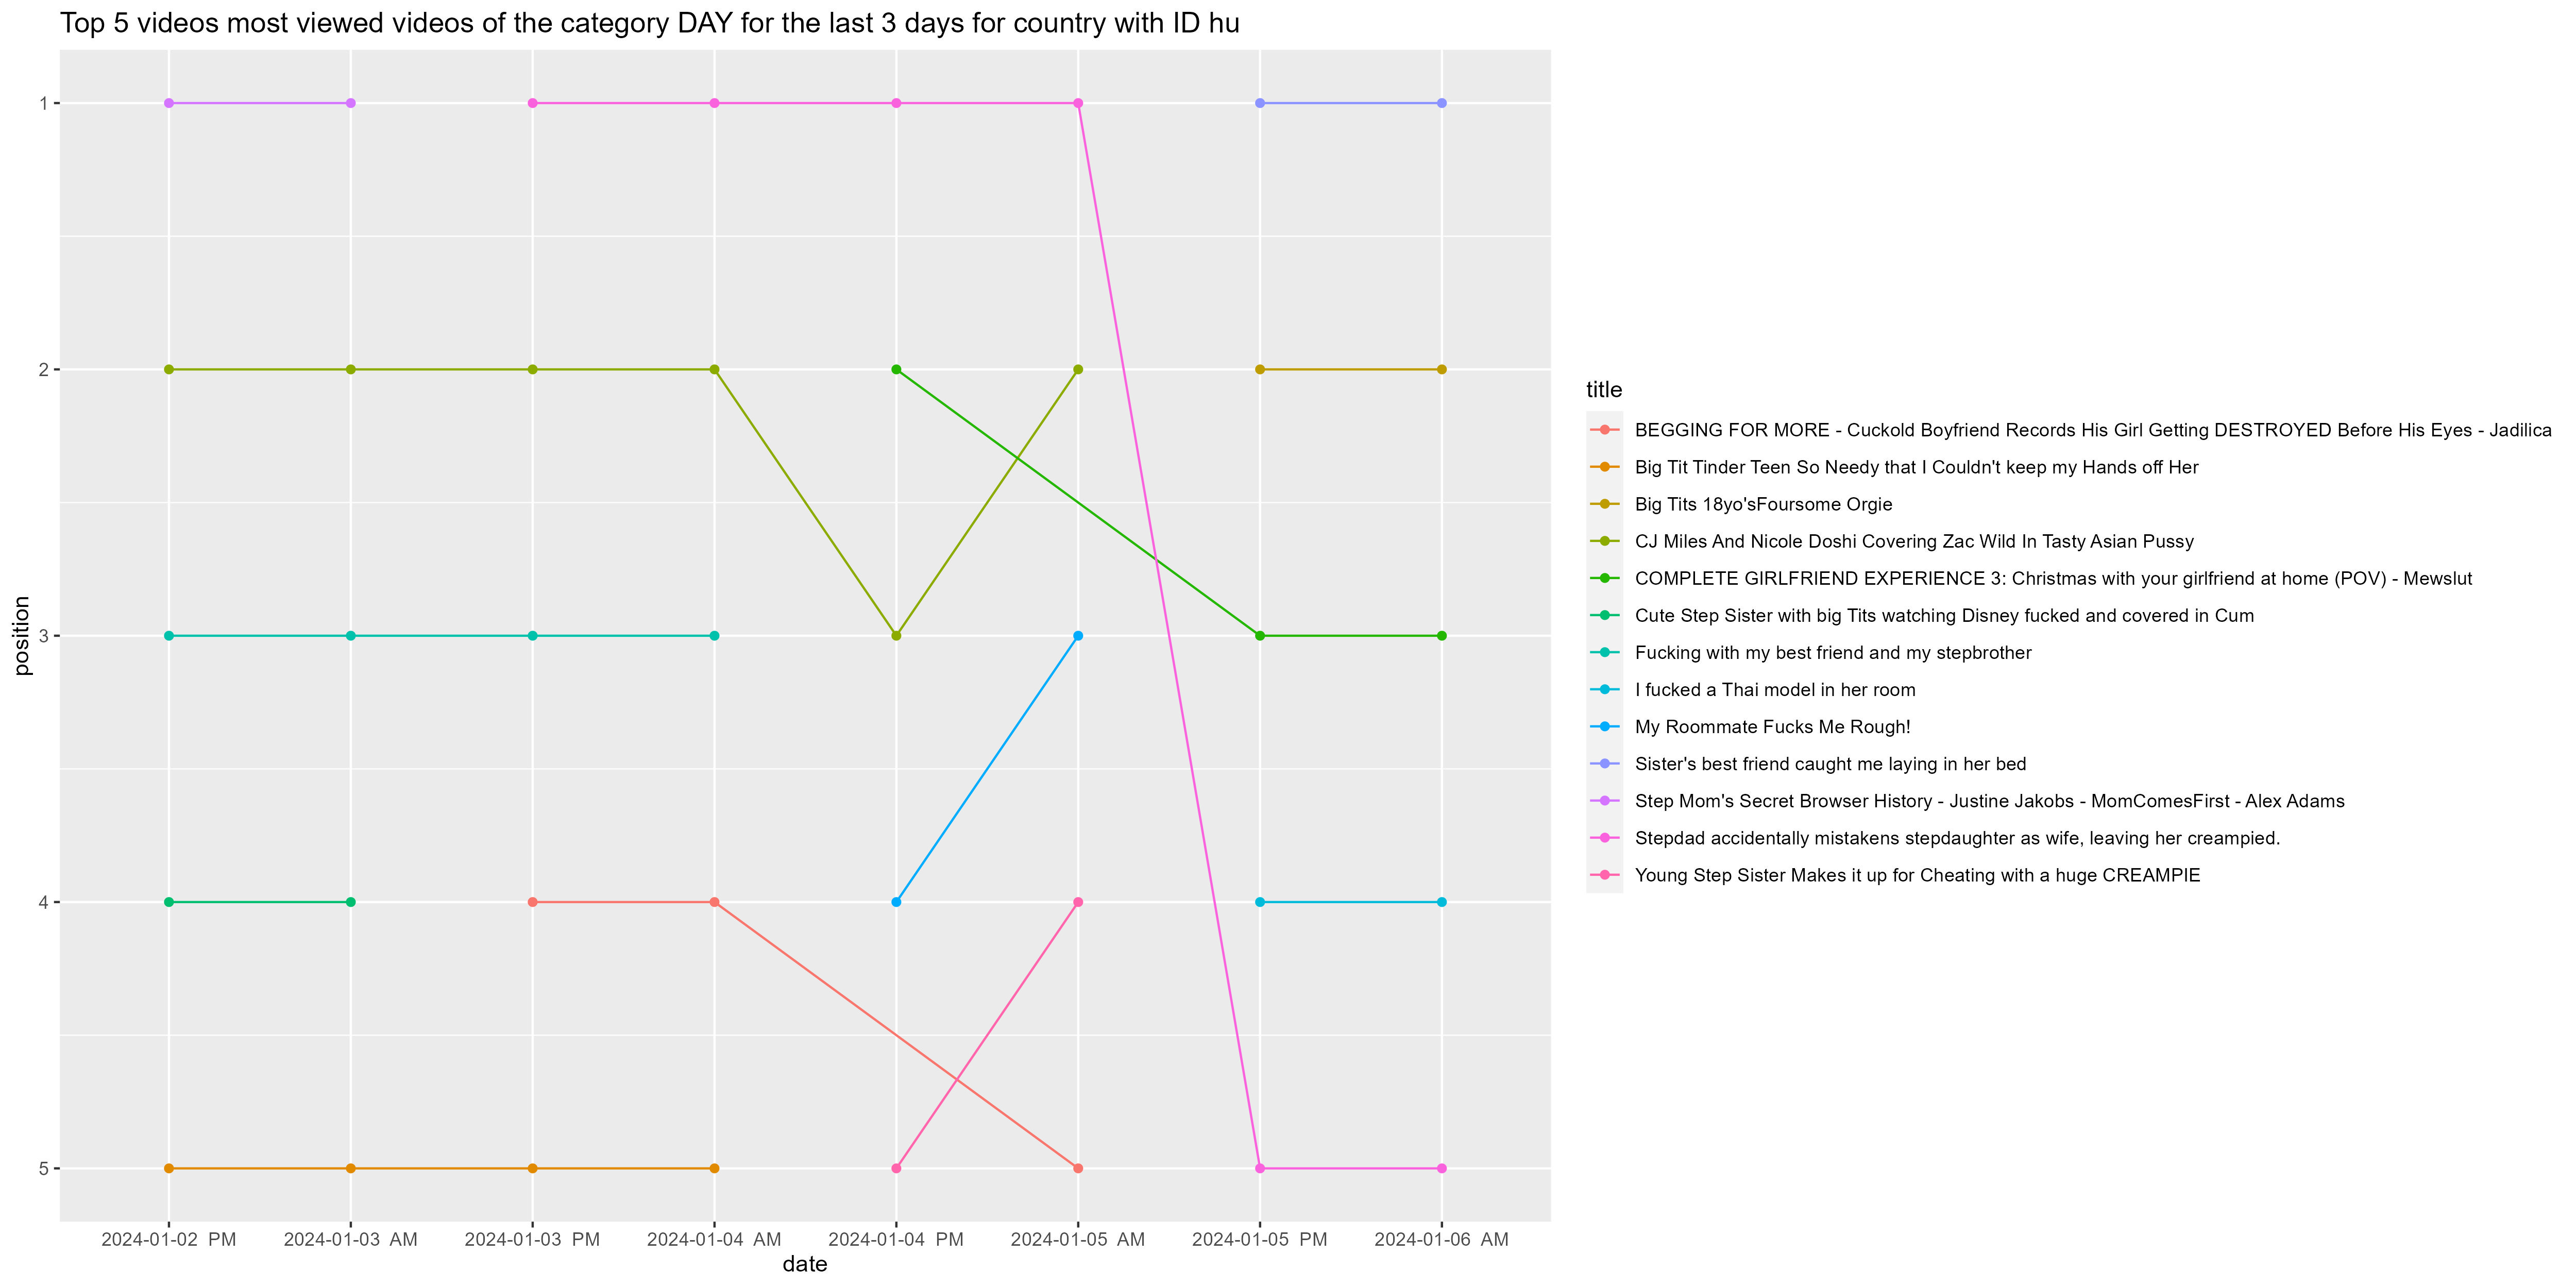 Top 5 videos most viewed videos of the category DAY for the last 3 days for country with ID hu
position
1
2
3
4
5
2024-01-02 PM
2024-01-03 AM
2024-01-03 PM
2024-01-04 AM
2024-01-04 PM
2024-01-05 AM
2024-01-05 PM
2024-01-06 AM
date
title
BEGGING FOR MORE - Cuckold Boyfriend Records His Girl Getting DESTROYED Before His Eyes - Jadilica
Big Tit Tinder Teen So Needy that I Couldn't keep my Hands off Her
Big Tits 18yo'sFoursome Orgie
CJ Miles And Nicole Doshi Covering Zac Wild In Tasty Asian Pussy
COMPLETE GIRLFRIEND EXPERIENCE 3: Christmas with your girlfriend at home (POV) - Mewslut
Cute Step Sister with big Tits watching Disney fucked and covered in Cum
Fucking with my best friend and my stepbrother
I fucked a Thai model in her room
My Roommate Fucks Me Rough!
Sister's best friend caught me laying in her bed
Step Mom's Secret Browser History - Justine Jakobs - MomComesFirst - Alex Adams
Stepdad accidentally mistakens stepdaughter as wife, leaving her creampied.
Young Step Sister Makes it up for Cheating with a huge CREAMPIE